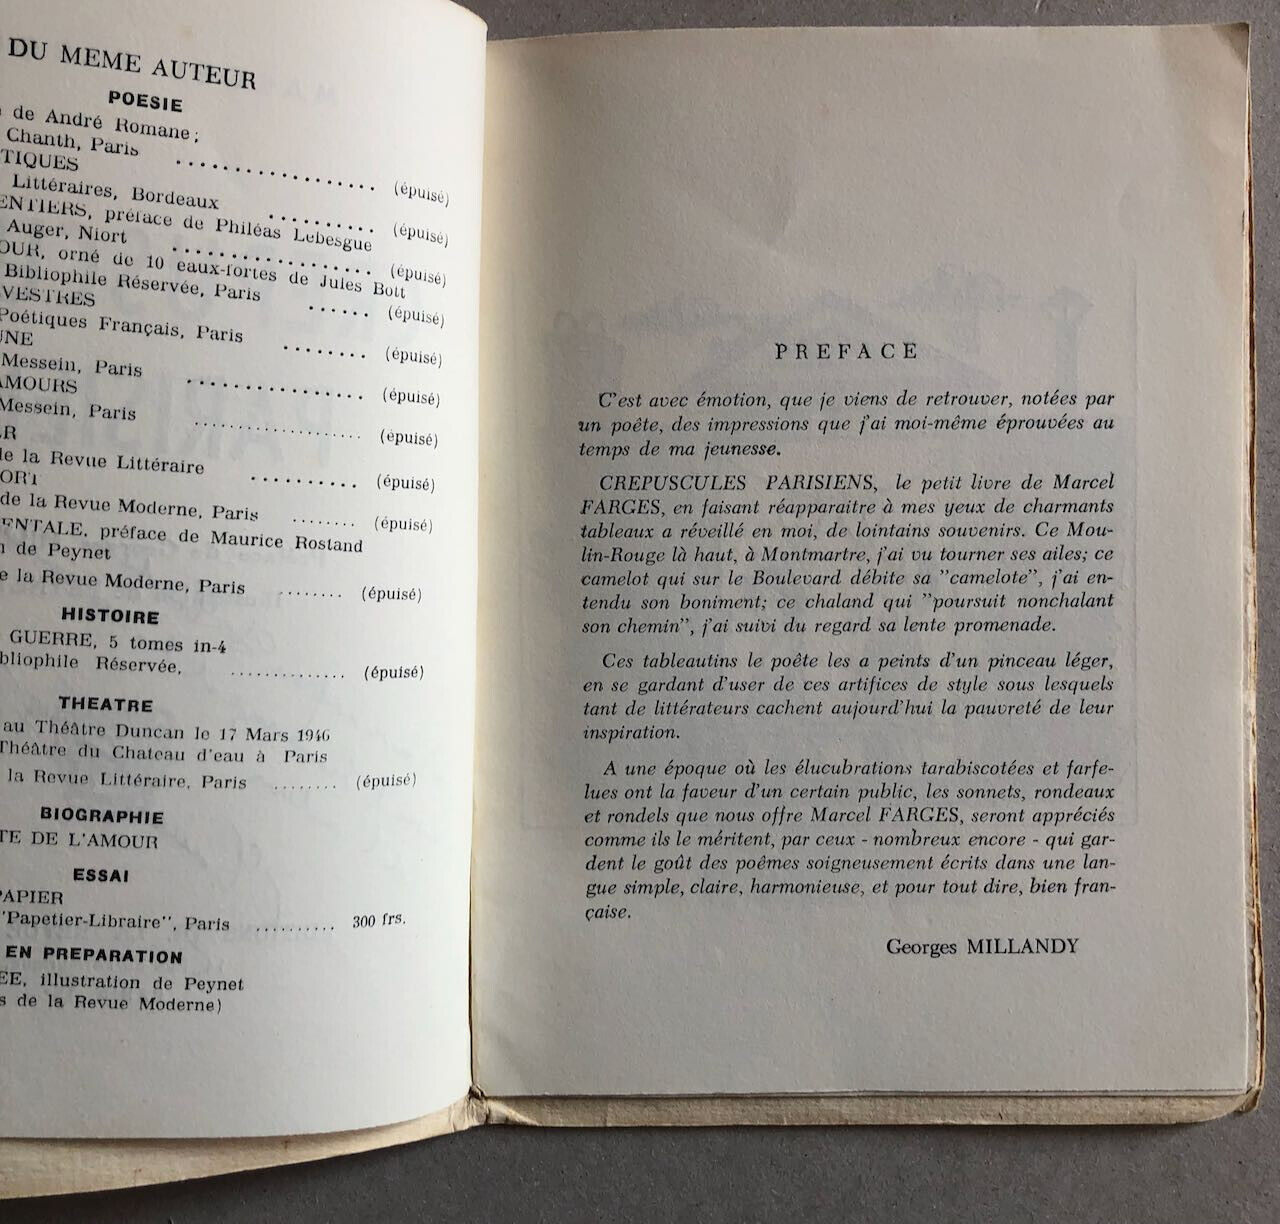 DU MEME AUTEUR
POESIE
de André Romane;
Chanth, Paris .................... (épuisé)
TIQUES
Littéraires, Bordeaux .......... (épuisé)
ENTIERS, préface de Philéas Lebesgue
Auger, Niort .................... (épuisé)
OUR, orné de 10 eaux-fortes de Jules Bott
Bibliophile Réservée, Paris ...... (épuisé)
VESTRES
Poétiques Français, Paris ........ (épuisé)
UNE
Messein, Paris .............. (épuisé)
AMOURS
Messein, Paris .................. (épuisé)
ER
de la Revue Littéraire .......... (épuisé)
ORT
de la Revue Moderne, Paris ........ (épuisé)
ENTALE, préface de Maurice Rostand
n de Peynet
e la Revue Moderne, Paris ........ (épuisé)
HISTOIRE
GUERRE, 5 tomes in-4
bliophile Réservée, .............. (épuisé)
THEATRE
au Théâtre Duncan le 17 Mars 1946
Théâtre du Chateau d'eau à Paris
la Revue Littéraire, Paris ........ (épuisé)
BIOGRAPHIE
TE DE L'AMOUR
ESSAI
PAPIER
"Papetier-Libraire", Paris .......... 300 frs.
EN PREPARATION
EE, illustration de Peynet
s de la Revue Moderne)
PREFACE
C'est avec émotion, que je viens de retrouver, notées par
un poête, des impressions que j'ai moi-même éprouvées au
temps de ma jeunesse.
CREPUSCULES PARISIENS, le petit livre de Marcel
FARGES, en faisant réapparaitre à mes yeux de charmants
tableaux a réveillé en moi, de lointains souvenirs. Ce Mou-
lin-Rouge là haut, à Montmartre, j'ai vu tourner ses ailes; ce
camelot qui sur le Boulevard débite sa "camelote", j'ai en-
tendu son boniment; ce chaland qui "poursuit nonchalant
son chemin", j'ai suivi du regard sa lente promenade.
Ces tableautins le poête les a peints d'un pinceau léger,
en se gardant d'user de ces artifices de style sous lesquels
tant de littérateurs cachent aujourd'hui la pauvreté de leur
inspiration.
A une époque où les élucubrations tarabiscotées et farfe-
lues ont la faveur d'un certain public, les sonnets, rondeaux
et rondels que nous offre Marcel FARGES, seront appréciés
comme ils le méritent, par ceux - nombreux encore - qui gar-
dent le goût des poêmes soigneusement écrits dans une lan-
gue simple, claire, harmonieuse, et pour tout dire, bien fran-
çaise.
Georges MILLANDY